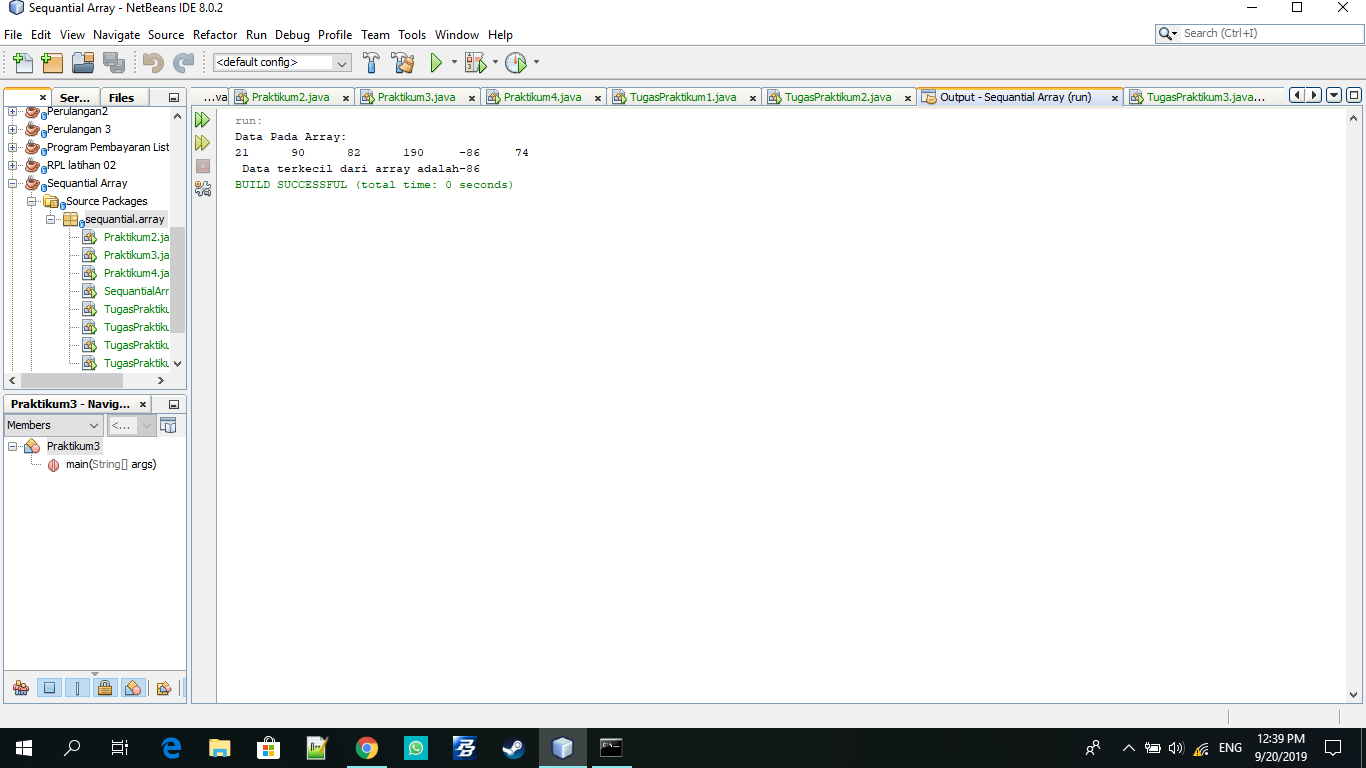 Sequantial Array - NetBeans IDE 8.0.2
File Edit View Navigate Source Refactor Run Debug Profile Team Tools Window Help
Search (Ctrl+I)
<default config>
Ser... Files
...va Praktikum2.java Praktikum3.java Praktikum4.java TugasPraktikum1.java TugasPraktikum2.java Output - Sequantial Array (run) TugasPraktikum3.java...
Perulangan2
Perulangan 3
Program Pembayaran List
RPL latihan 02
Sequantial Array
Source Packages
sequantial.array
Praktikum2.ja
Praktikum3.ja
Praktikum4.ja
SequantialArr
TugasPraktiku
TugasPraktiku
TugasPraktiku
TugasPraktiku
run:
Data Pada Array:
21 90 82 190 -86 74
Data terkecil dari array adalah-86
BUILD SUCCESSFUL (total time: 0 seconds)
Praktikum3 - Navig...
Members <...
Praktikum3
main(String[] args)
ENG
12:39 PM
9/20/2019